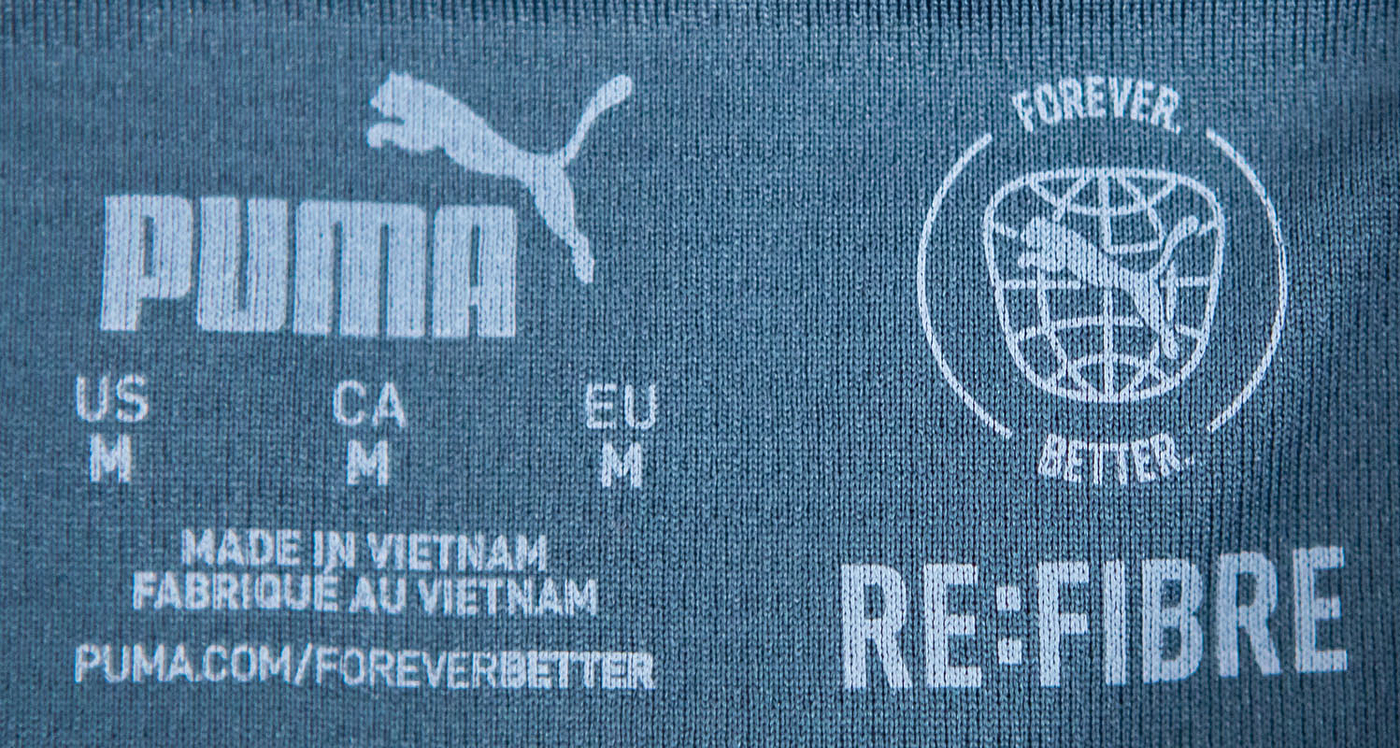 PUMA
US CA EU
M M M
MADE IN VIETNAM
FABRIQUÉ AU VIETNAM
PUMA.COM/FOREVERBETTER
FOREVER.
BETTER.
RE:FIBRE